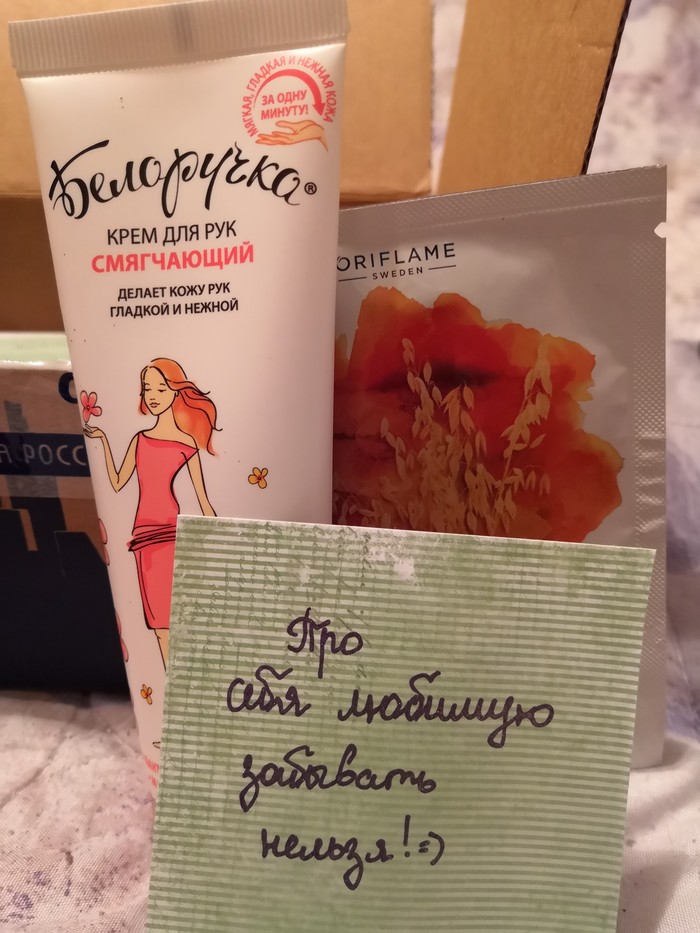 МЯГКАЯ, ГЛАДКАЯ И НЕЖНАЯ КОЖА
ЗА ОДНУ
МИНУТУ!
Белоручка®
КРЕМ ДЛЯ РУК
СМЯГЧАЮЩИЙ
ДЕЛАЕТ КОЖУ РУК
ГЛАДКОЙ И НЕЖНОЙ
ORIFLAME
SWEDEN
РОСС
Про
себя любимую
забывать
нельзя! =)